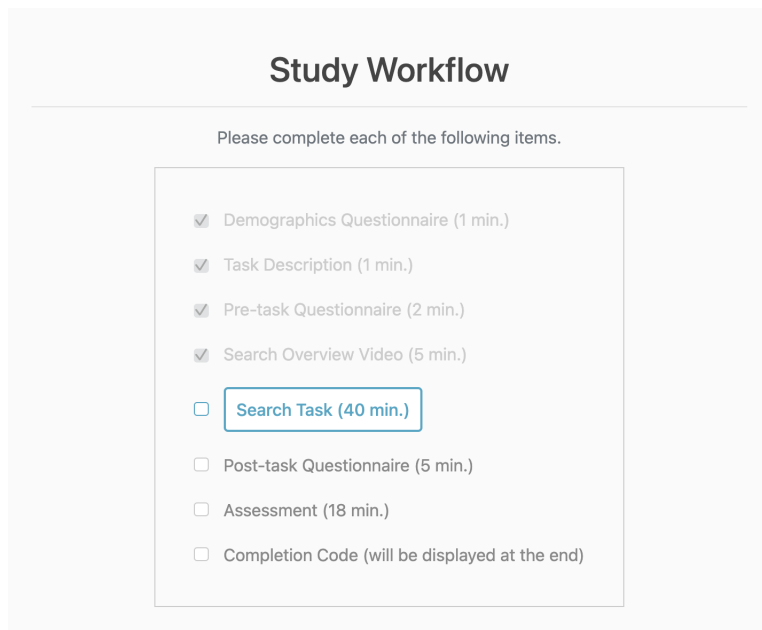 Study Workflow
Please complete each of the following items.
Demographics Questionnaire (1 min.)
Task Description (1 min.)
Pre-task Questionnaire (2 min.)
Search Overview Video (5 min.)
Search Task (40 min.)
Post-task Questionnaire (5 min.)
Assessment (18 min.)
Completion Code (will be displayed at the end)